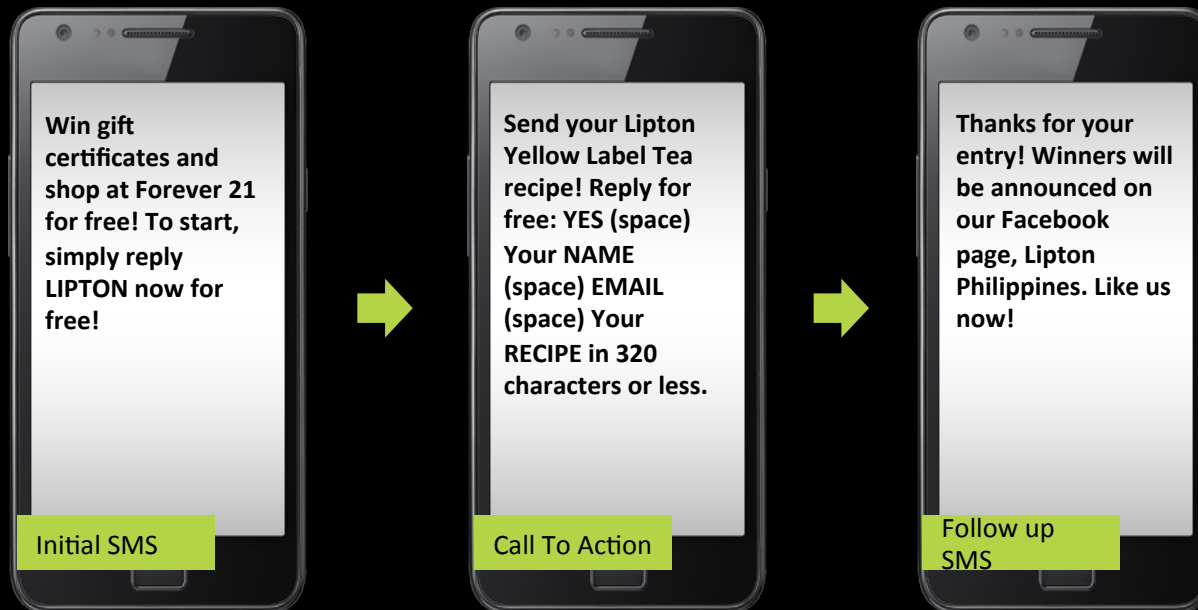 Win gift
certificates and
shop at Forever 21
for free! To start,
simply reply
LIPTON now for
free!
Initial SMS
Send your Lipton
Yellow Label Tea
recipe! Reply for
free: YES (space)
Your NAME
(space) EMAIL
(space) Your
RECIPE in 320
characters or less.
Call To Action
Thanks for your
entry! Winners will
be announced on
our Facebook
page, Lipton
Philippines. Like us
now!
Follow up
SMS